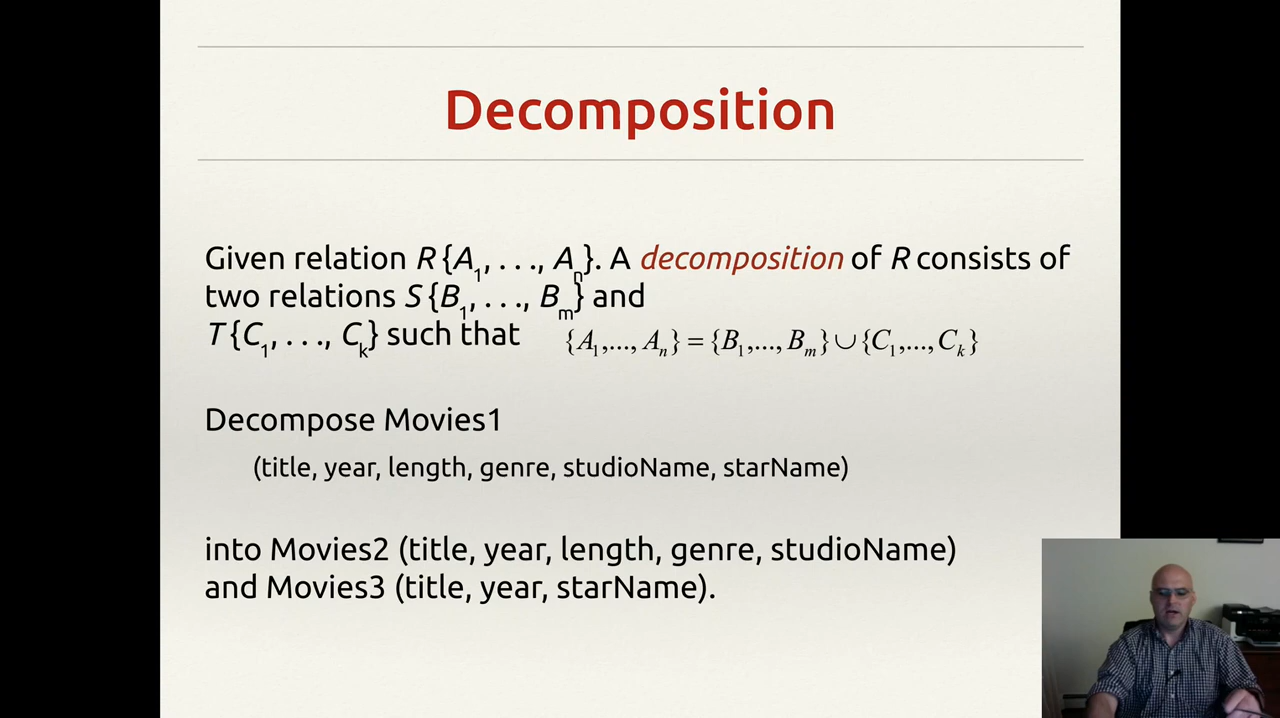 Decomposition
Given relation R {A1, . . ., An}. A decomposition of R consists of
two relations S {B1, . . ., Bm} and
T {C1, . . ., Ck} such that {A1,..., An} = {B1,..., Bm} ∪ {C1,..., Ck}
Decompose Movies1
(title, year, length, genre, studioName, starName)
into Movies2 (title, year, length, genre, studioName)
and Movies3 (title, year, starName).